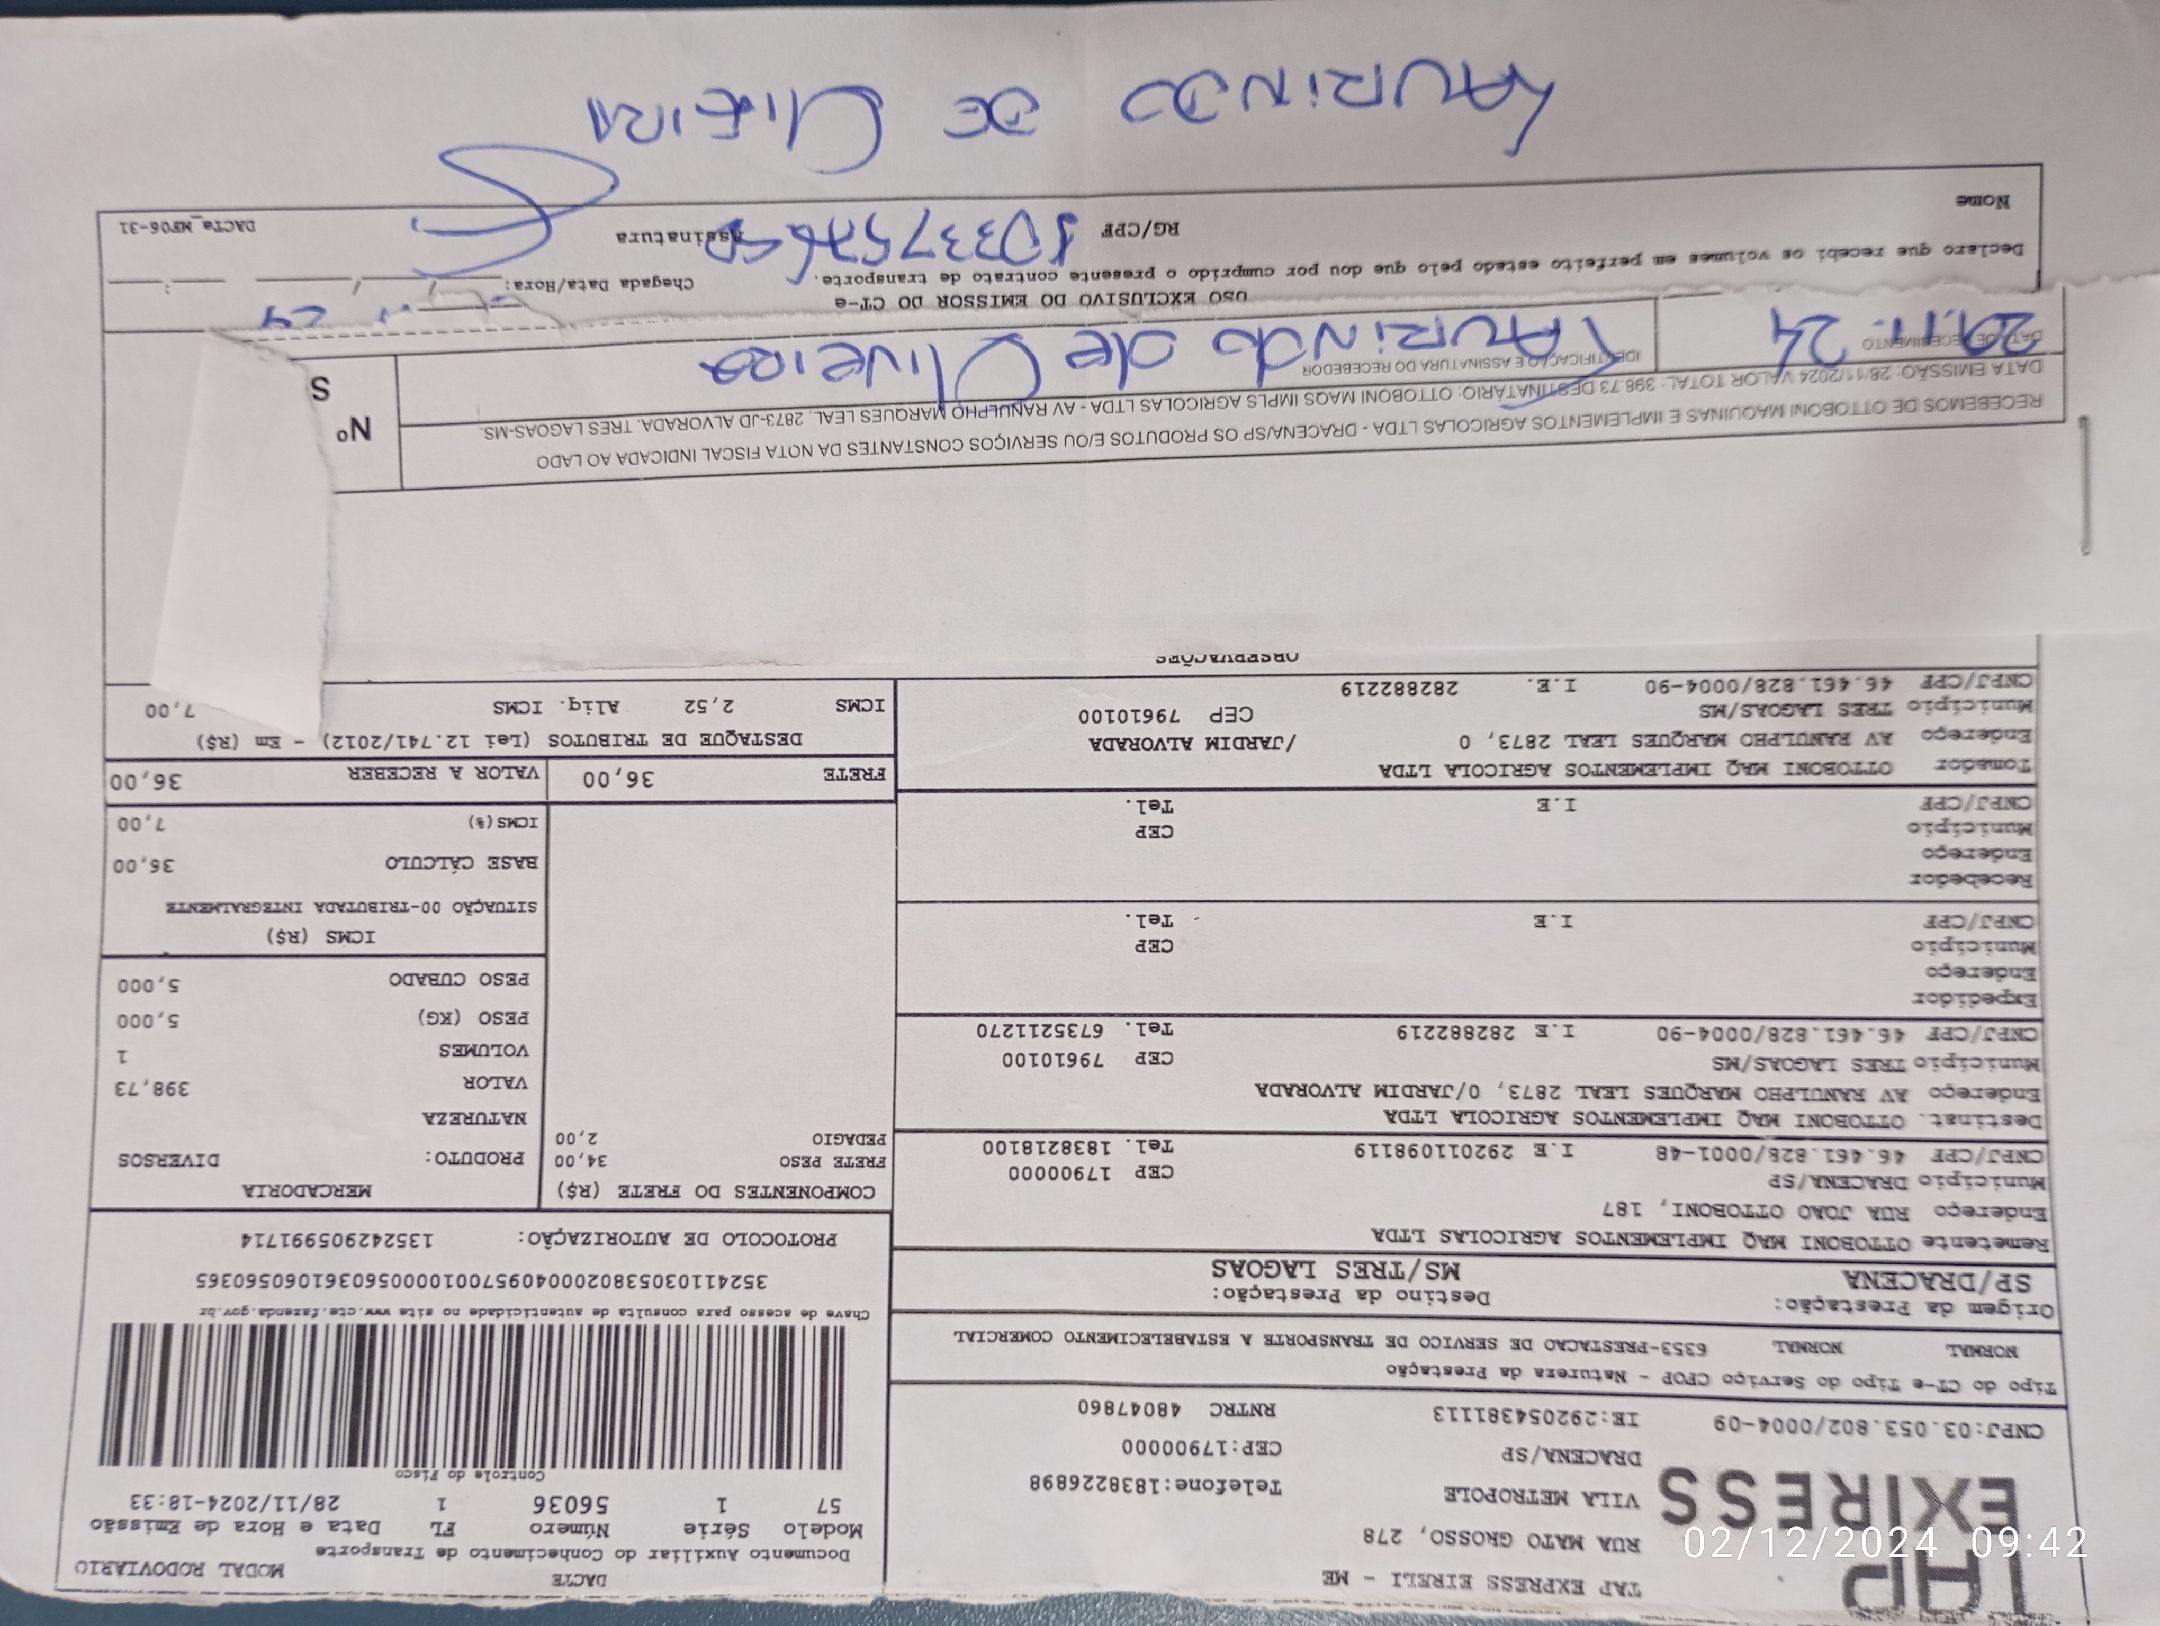 TAP EXPRESS EIRELI - ME
TAP
EXIRESS
RUA MATO GROSSO, 278
VILA METROPOLE
Telefone:1838226898
DRACENA/SP
CEP:17900000
CNPJ:03.053.802/0004-09
IE:292054381113
RNTRC 48047860
DACTE
MODAL RODOVIARIO
Documento Auxiliar do Conhecimento de Transporte
Modelo Série Número FL Data e Hora de Emissão
57 1 56036 1 28/11/2024-18:33
Controle do Fisco
Chave de acesso para consulta de autenticidade no site www.cte.fazenda.gov.br
35241103053802000409570010000560361060560365
PROTOCOLO DE AUTORIZAÇÃO: 135242905991714
Tipo do CT-e Tipo do Serviço CFOP - Natureza da Prestação
NORMAL NORMAL 6353-PRESTACAO DE SERVICO DE TRANSPORTE A ESTABELECIMENTO COMERCIAL
Origem da Prestação: Destino da Prestação:
SP/DRACENA MS/TRES LAGOAS
Remetente OTTOBONI MAQ IMPLEMENTOS AGRICOLAS LTDA
Endereço RUA JOAO OTTOBONI, 187
Município DRACENA/SP CEP 17900000
CNPJ/CPF 46.461.828/0001-48 I.E 292011098119 Tel. 1838218100
Destinat. OTTOBONI MAQ IMPLEMENTOS AGRICOLA LTDA
Endereço AV RANULPHO MARQUES LEAL 2873, 0/JARDIM ALVORADA
Município TRES LAGOAS/MS CEP 79610100
CNPJ/CPF 46.461.828/0004-90 I.E 282882219 Tel. 6735211270
Expedidor
Endereço
Município CEP
CNPJ/CPF I.E Tel.
Recebedor
Endereço
Município CEP
CNPJ/CPF I.E Tel.
Tomador OTTOBONI MAQ IMPLEMENTOS AGRICOLA LTDA
Endereço AV RANULPHO MARQUES LEAL 2873, 0 /JARDIM ALVORADA
Município TRES LAGOAS/MS CEP 79610100
CNPJ/CPF 46.461.828/0004-90 I.E. 282882219
COMPONENTES DO FRETE (R$)
FRETE PESO 34,00
PEDAGIO 2,00
MERCADORIA
PRODUTO: DIVERSOS
NATUREZA
VALOR 398,73
VOLUMES 1
PESO (KG) 5,000
PESO CUBADO 5,000
ICMS (R$)
SITUAÇÃO 00-TRIBUTADA INTEGRALMENTE
BASE CÁLCULO 36,00
ICMS(%) 7,00
FRETE 36,00 VALOR A RECEBER 36,00
DESTAQUE DE TRIBUTOS (Lei 12.741/2012) - Em (R$)
ICMS 2,52 Aliq. ICMS 7,00
OBSERVAÇÕES
RECEBEMOS DE OTTOBONI MAQUINAS E IMPLEMENTOS AGRICOLAS LTDA - DRACENA/SP OS PRODUTOS E/OU SERVIÇOS CONSTANTES DA NOTA FISCAL INDICADA AO LADO
DATA EMISSÃO: 28/11/2024 VALOR TOTAL: 398,73 DESTINATÁRIO: OTTOBONI MAQS IMPLS AGRICOLAS LTDA - AV RANULPHO MARQUES LEAL, 2873-JD ALVORADA, TRES LAGOAS-MS.
Nº
S
DATA DE RECEBIMENTO
IDENTIFICAÇÃO E ASSINATURA DO RECEBEDOR
29.11.24
LAURINDO de OliVEIRA
USO EXCLUSIVO DO EMISSOR DO CT-e
Declaro que recebi os volumes em perfeito estado pelo que dou por cumprido o presente contrato de transporte.
Chegada Data/Hora:
Nome
RG/CPF
Assinatura
DACTe_MF06-31
LAURiNDO DE OliVEIRA
02/12/2024 09:42